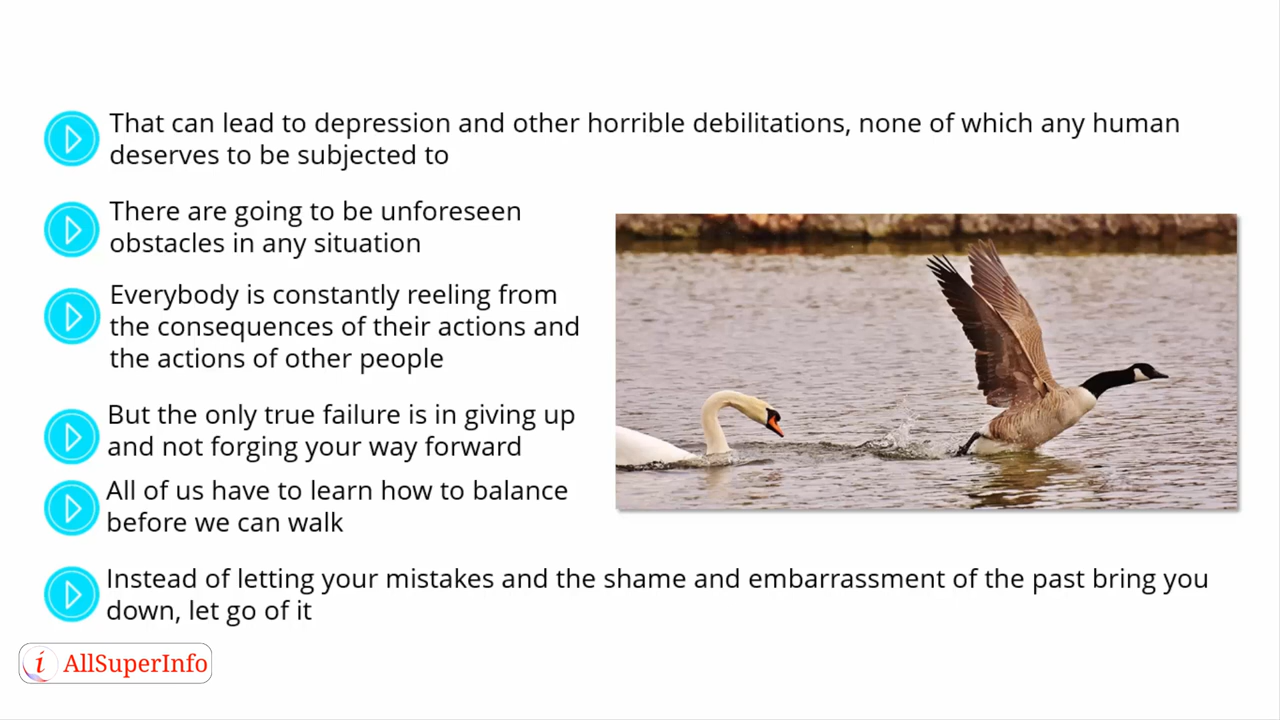 That can lead to depression and other horrible debilitations, none of which any human
deserves to be subjected to
There are going to be unforeseen
obstacles in any situation
Everybody is constantly reeling from
the consequences of their actions and
the actions of other people
But the only true failure is in giving up
and not forging your way forward
All of us have to learn how to balance
before we can walk
Instead of letting your mistakes and the shame and embarrassment of the past bring you
down, let go of it
i AllSuperInfo